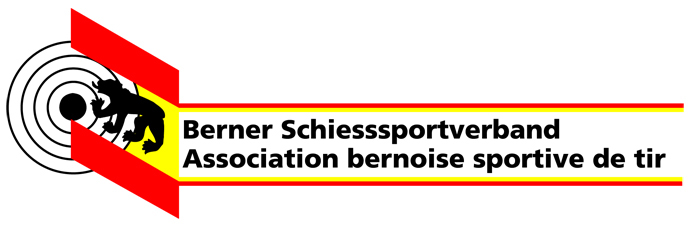 Berner Schiesssportverband
Association bernoise sportive de tir